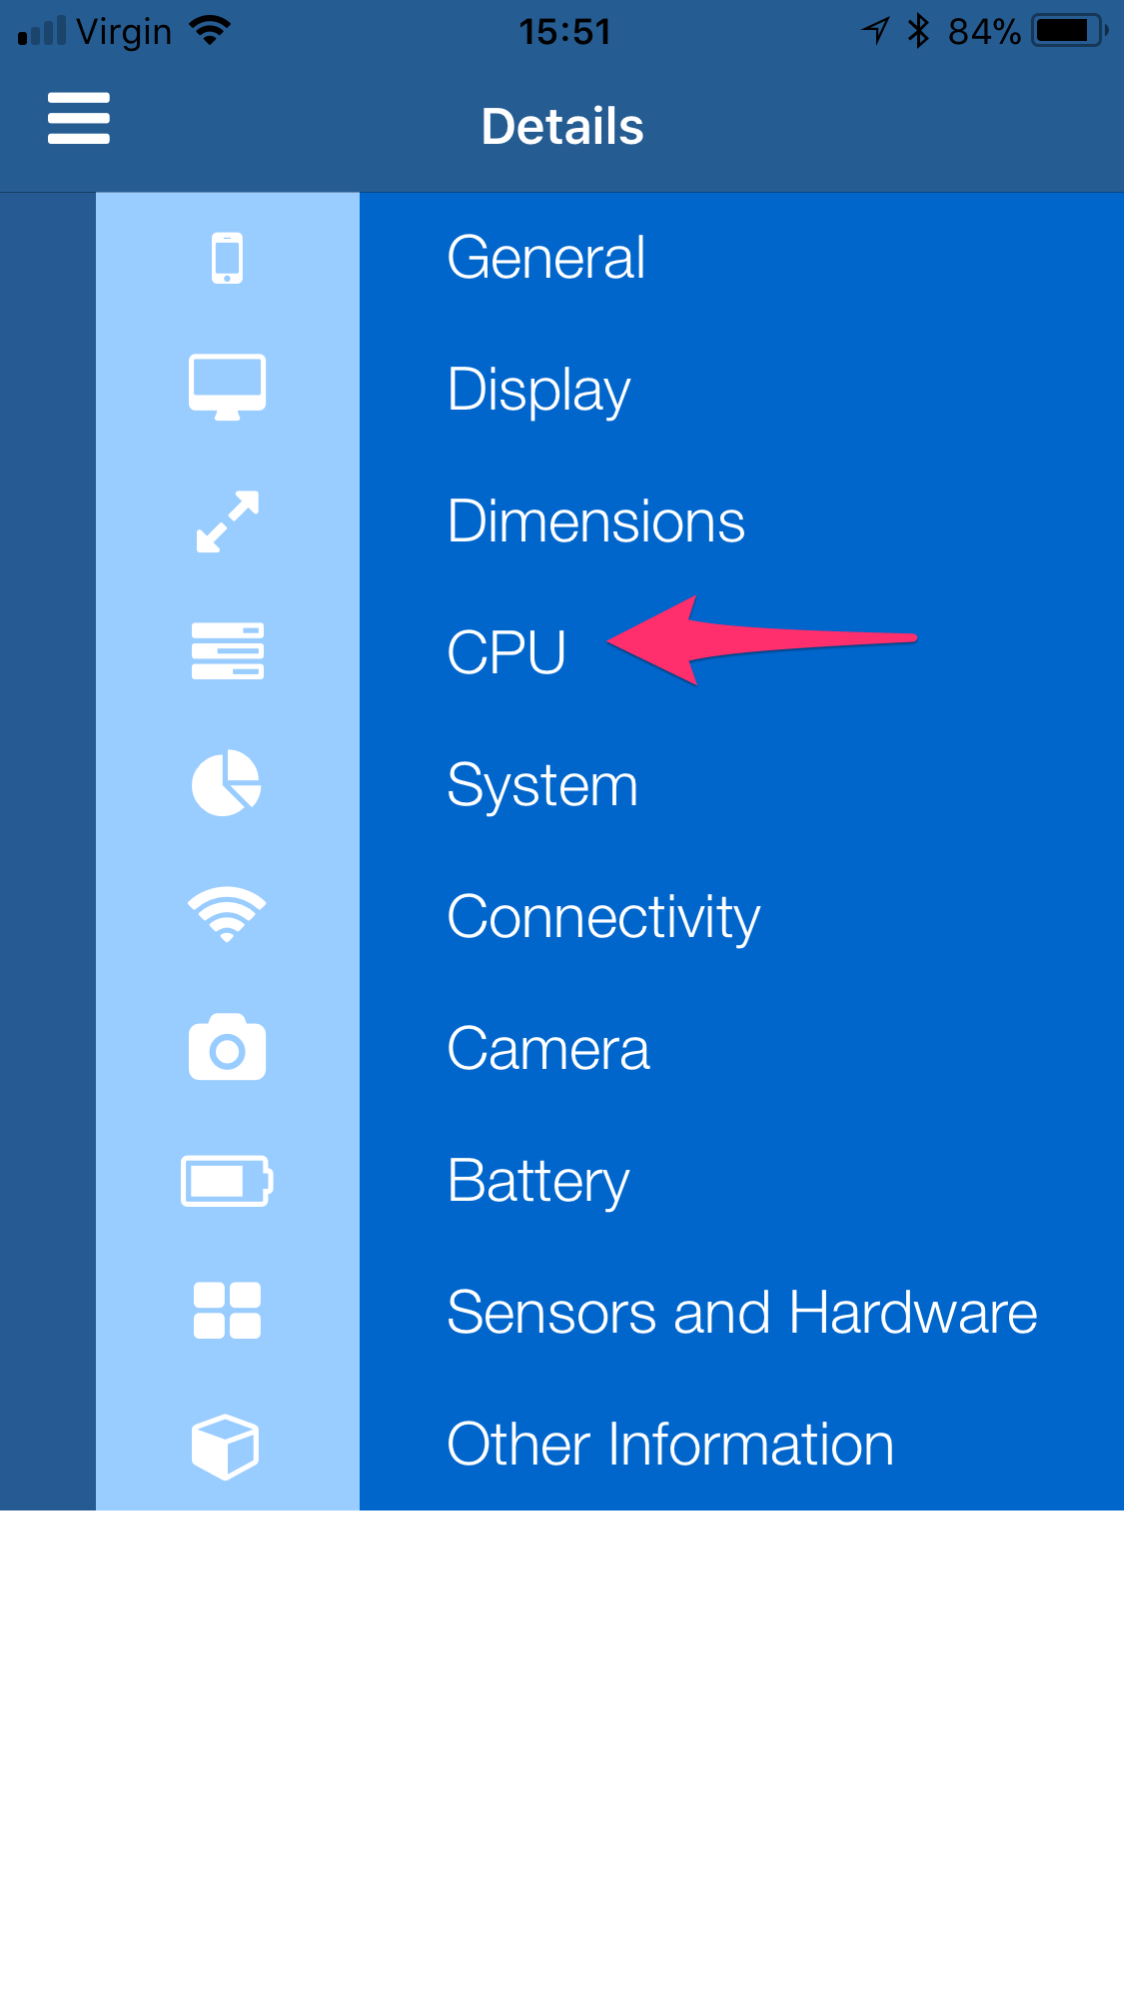 Virgin 15:51 84%
Details
General
Display
Dimensions
CPU
System
Connectivity
Camera
Battery
Sensors and Hardware
Other Information